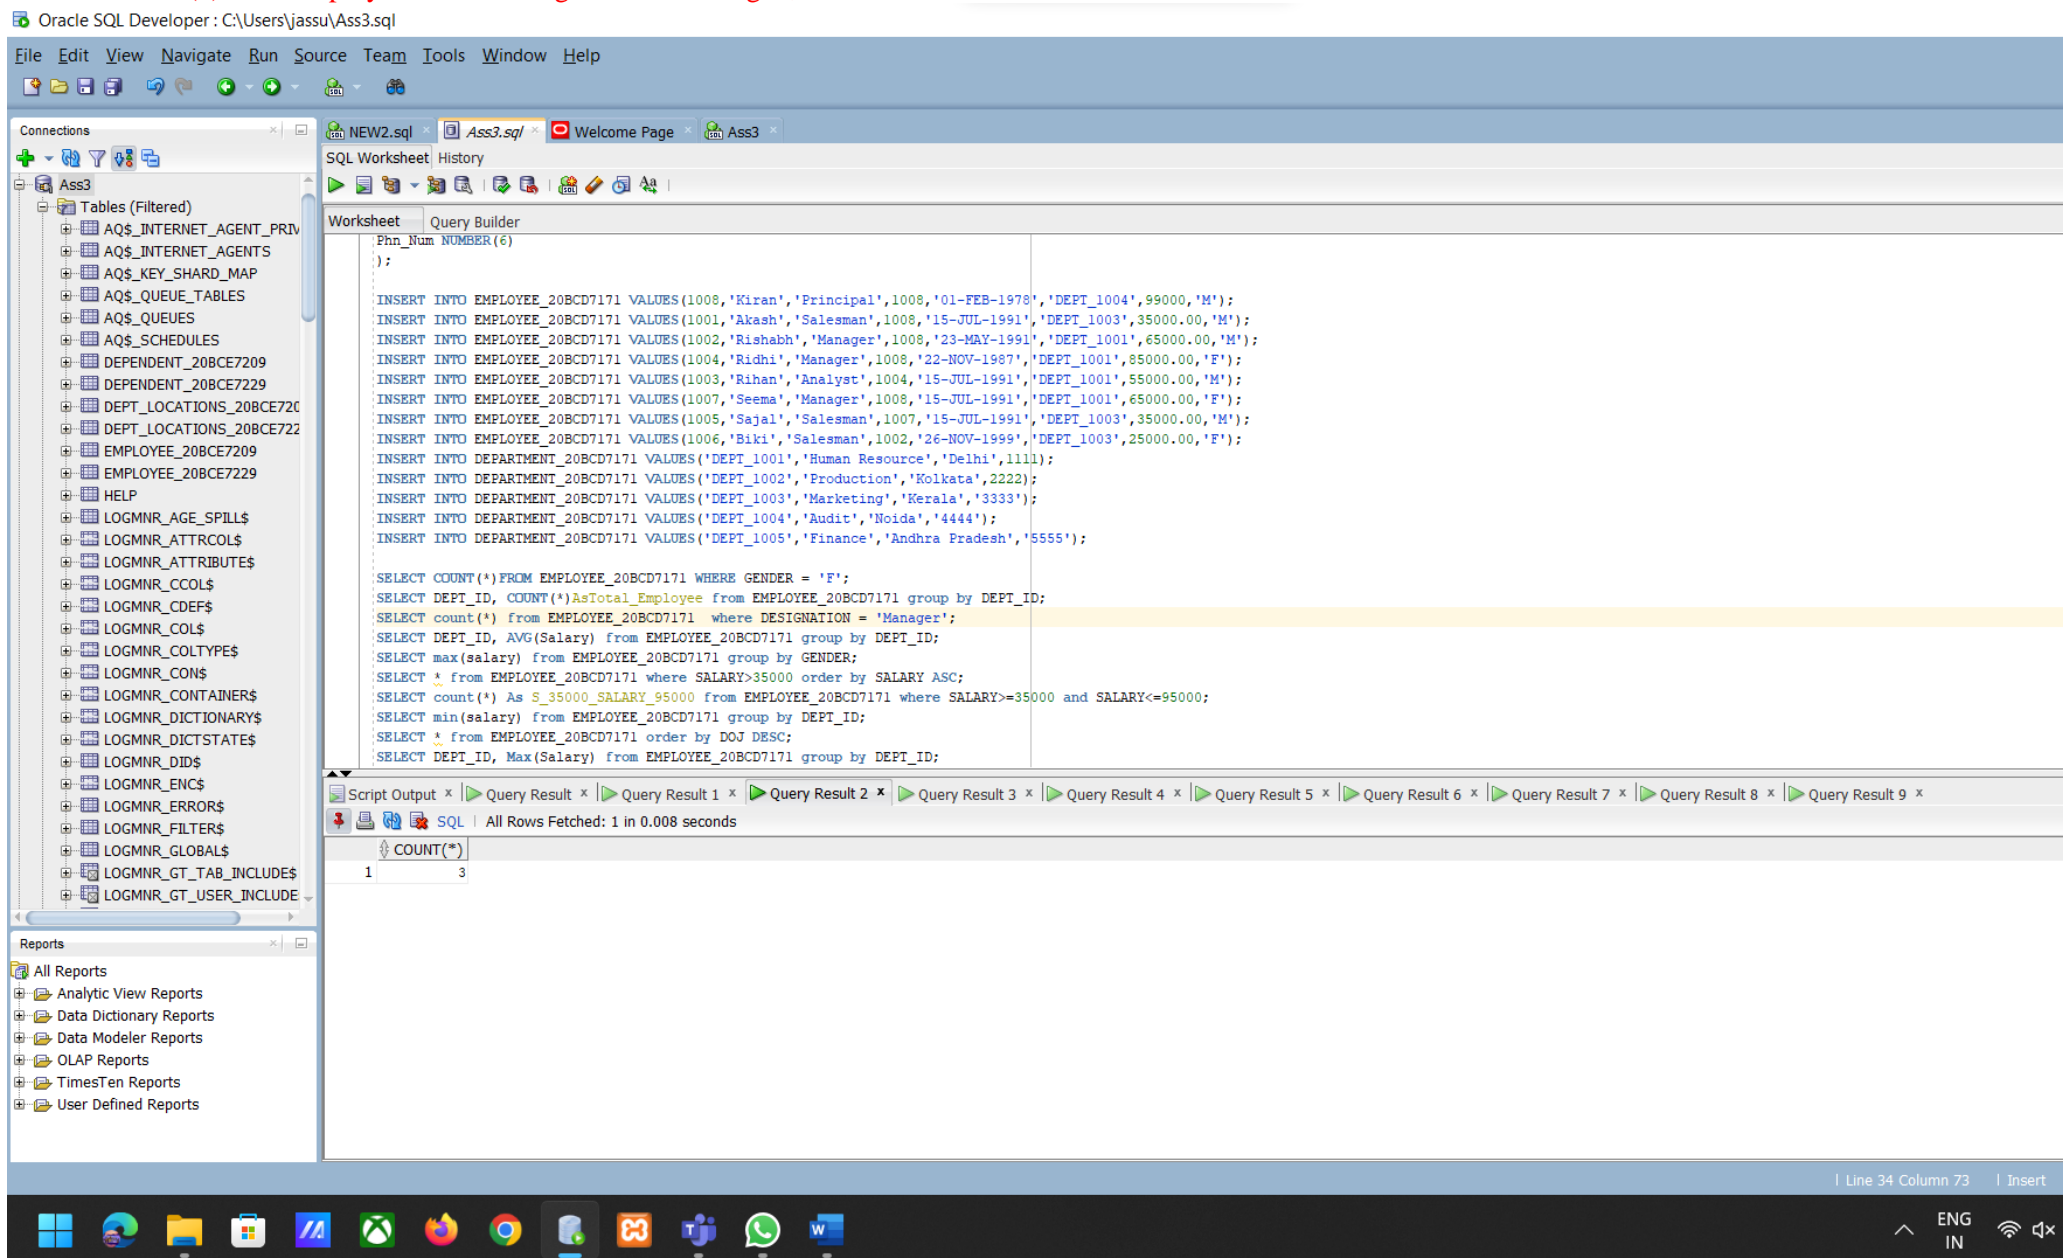 Oracle SQL Developer : C:\Users\jassu\Ass3.sql
File Edit View Navigate Run Source Team Tools Window Help
Connections
NEW2.sql
Ass3.sql
Welcome Page
Ass3
SQL Worksheet History
Ass3
Tables (Filtered)
AQ$_INTERNET_AGENT_PRIV
AQ$_INTERNET_AGENTS
AQ$_KEY_SHARD_MAP
AQ$_QUEUE_TABLES
AQ$_QUEUES
AQ$_SCHEDULES
DEPENDENT_20BCE7209
DEPENDENT_20BCE7229
DEPT_LOCATIONS_20BCE720
DEPT_LOCATIONS_20BCE722
EMPLOYEE_20BCE7209
EMPLOYEE_20BCE7229
HELP
LOGMNR_AGE_SPILL$
LOGMNR_ATTRCOL$
LOGMNR_ATTRIBUTE$
LOGMNR_CCOL$
LOGMNR_CDEF$
LOGMNR_COL$
LOGMNR_COLTYPE$
LOGMNR_CON$
LOGMNR_CONTAINER$
LOGMNR_DICTIONARY$
LOGMNR_DICTSTATE$
LOGMNR_DID$
LOGMNR_ENC$
LOGMNR_ERROR$
LOGMNR_FILTER$
LOGMNR_GLOBAL$
LOGMNR_GT_TAB_INCLUDE$
LOGMNR_GT_USER_INCLUDE
Reports
All Reports
Analytic View Reports
Data Dictionary Reports
Data Modeler Reports
OLAP Reports
TimesTen Reports
User Defined Reports
Worksheet Query Builder
Phn_Num NUMBER(6)
);
INSERT INTO EMPLOYEE_20BCD7171 VALUES(1008,'Kiran','Principal',1008,'01-FEB-1978','DEPT_1004',99000,'M');
INSERT INTO EMPLOYEE_20BCD7171 VALUES(1001,'Akash','Salesman',1008,'15-JUL-1991','DEPT_1003',35000.00,'M');
INSERT INTO EMPLOYEE_20BCD7171 VALUES(1002,'Rishabh','Manager',1008,'23-MAY-1991','DEPT_1001',65000.00,'M');
INSERT INTO EMPLOYEE_20BCD7171 VALUES(1004,'Ridhi','Manager',1008,'22-NOV-1987','DEPT_1001',85000.00,'F');
INSERT INTO EMPLOYEE_20BCD7171 VALUES(1003,'Rihan','Analyst',1004,'15-JUL-1991','DEPT_1001',55000.00,'M');
INSERT INTO EMPLOYEE_20BCD7171 VALUES(1007,'Seema','Manager',1008,'15-JUL-1991','DEPT_1001',65000.00,'F');
INSERT INTO EMPLOYEE_20BCD7171 VALUES(1005,'Sajal','Salesman',1007,'15-JUL-1991','DEPT_1003',35000.00,'M');
INSERT INTO EMPLOYEE_20BCD7171 VALUES(1006,'Biki','Salesman',1002,'26-NOV-1999','DEPT_1003',25000.00,'F');
INSERT INTO DEPARTMENT_20BCD7171 VALUES('DEPT_1001','Human Resource','Delhi',1111);
INSERT INTO DEPARTMENT_20BCD7171 VALUES('DEPT_1002','Production','Kolkata',2222);
INSERT INTO DEPARTMENT_20BCD7171 VALUES('DEPT_1003','Marketing','Kerala','3333');
INSERT INTO DEPARTMENT_20BCD7171 VALUES('DEPT_1004','Audit','Noida','4444');
INSERT INTO DEPARTMENT_20BCD7171 VALUES('DEPT_1005','Finance','Andhra Pradesh','5555');
SELECT COUNT(*)FROM EMPLOYEE_20BCD7171 WHERE GENDER = 'F';
SELECT DEPT_ID, COUNT(*)AsTotal_Employee from EMPLOYEE_20BCD7171 group by DEPT_ID;
SELECT count(*) from EMPLOYEE_20BCD7171 where DESIGNATION = 'Manager';
SELECT DEPT_ID, AVG(Salary) from EMPLOYEE_20BCD7171 group by DEPT_ID;
SELECT max(salary) from EMPLOYEE_20BCD7171 group by GENDER;
SELECT * from EMPLOYEE_20BCD7171 where SALARY>35000 order by SALARY ASC;
SELECT count(*) As S_35000_SALARY_95000 from EMPLOYEE_20BCD7171 where SALARY>=35000 and SALARY<=95000;
SELECT min(salary) from EMPLOYEE_20BCD7171 group by DEPT_ID;
SELECT * from EMPLOYEE_20BCD7171 order by DOJ DESC;
SELECT DEPT_ID, Max(Salary) from EMPLOYEE_20BCD7171 group by DEPT_ID;
Script Output x Query Result x Query Result 1 x Query Result 2 x Query Result 3 x Query Result 4 x Query Result 5 x Query Result 6 x Query Result 7 x Query Result 8 x Query Result 9 x
SQL | All Rows Fetched: 1 in 0.008 seconds
COUNT(*)
1 3
| Line 34 Column 73 | Insert
ENG
IN